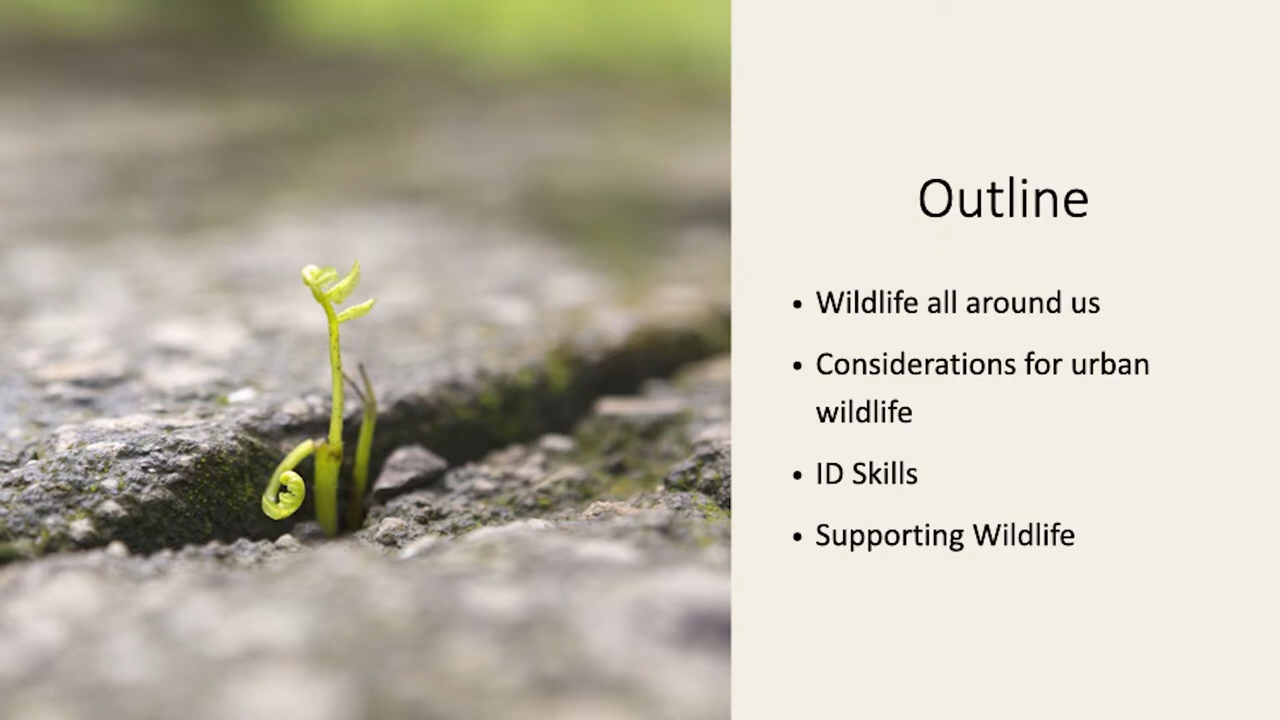 Outline
• Wildlife all around us
• Considerations for urban
wildlife
• ID Skills
• Supporting Wildlife